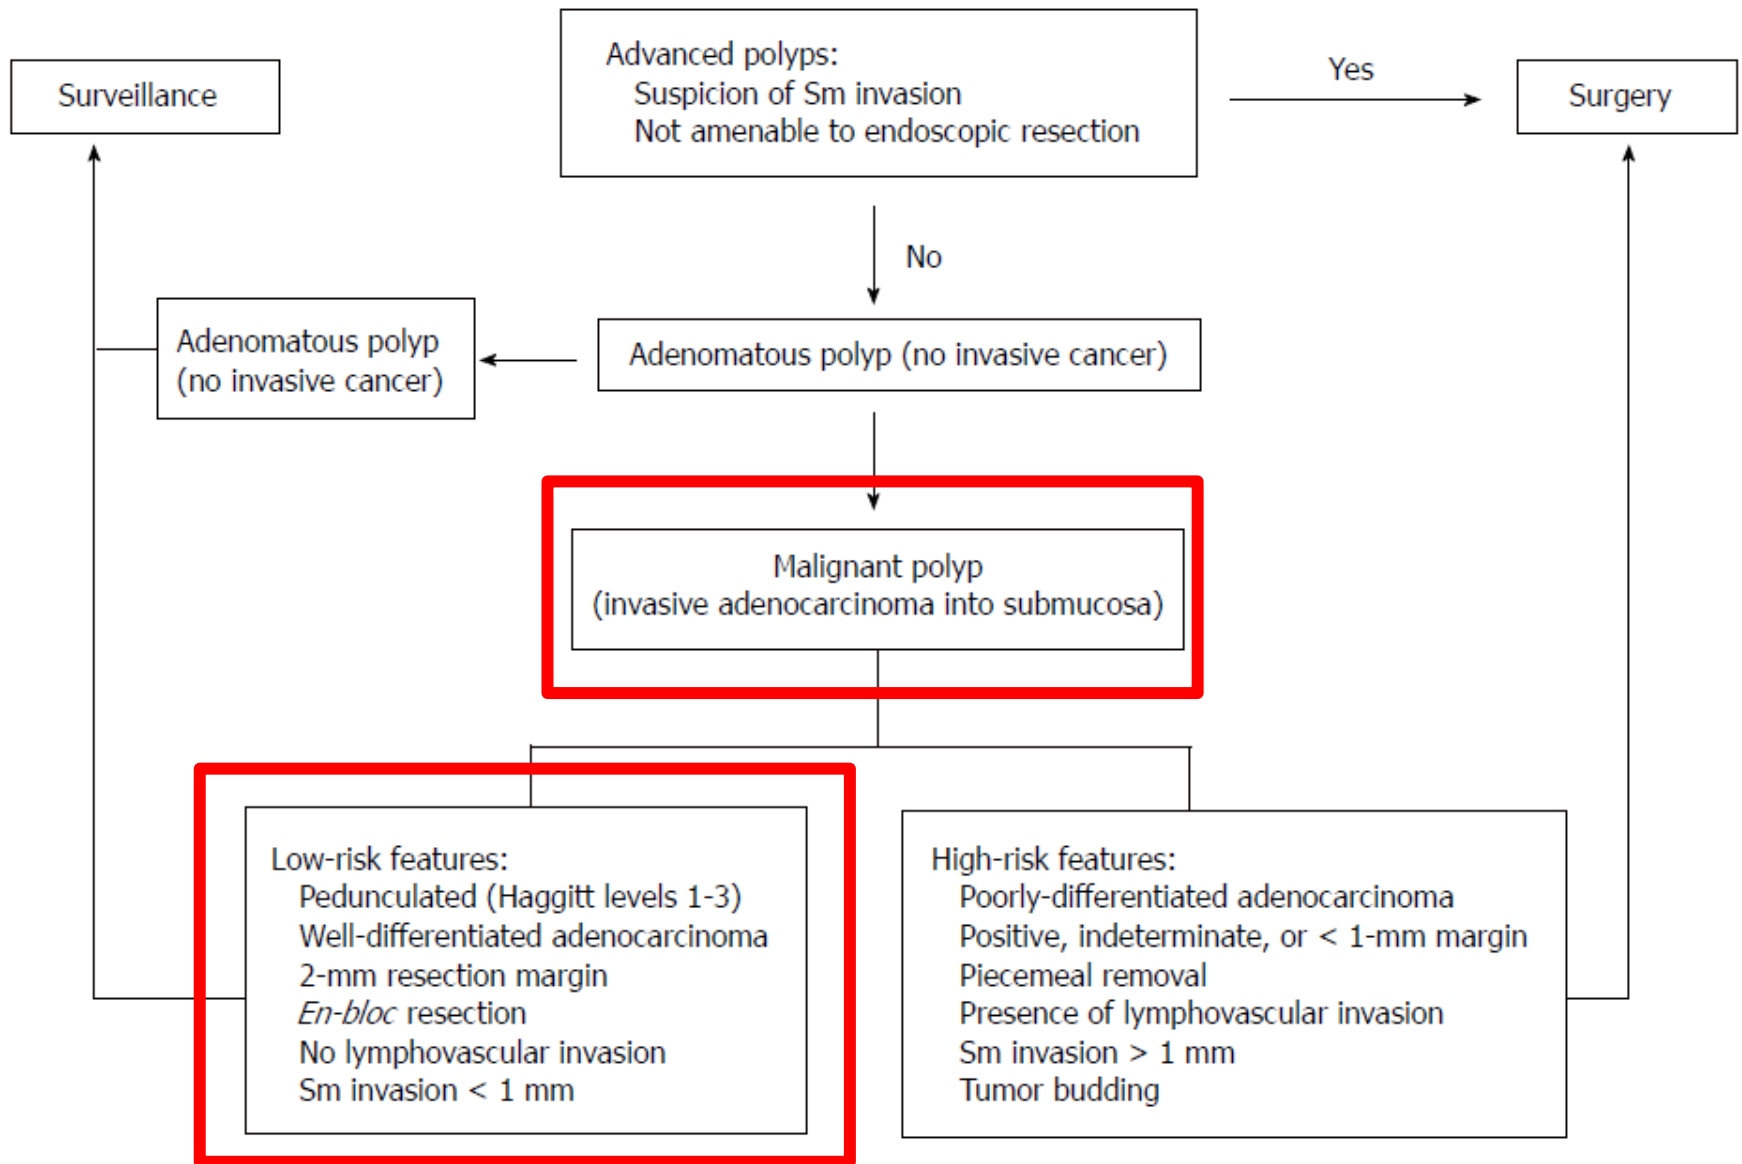 Advanced polyps:
Suspicion of Sm invasion
Not amenable to endoscopic resection
Yes
Surgery
Surveillance
No
Adenomatous polyp
(no invasive cancer)
Adenomatous polyp (no invasive cancer)
Malignant polyp
(invasive adenocarcinoma into submucosa)
Low-risk features:
Pedunculated (Haggitt levels 1-3)
Well-differentiated adenocarcinoma
2-mm resection margin
En-bloc resection
No lymphovascular invasion
Sm invasion < 1 mm
High-risk features:
Poorly-differentiated adenocarcinoma
Positive, indeterminate, or < 1-mm margin
Piecemeal removal
Presence of lymphovascular invasion
Sm invasion > 1 mm
Tumor budding